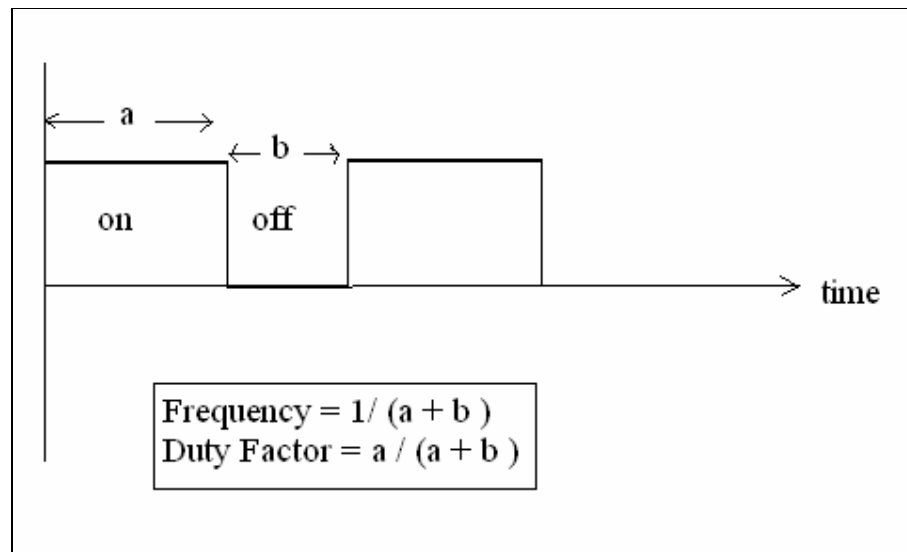 a
b
on
off
time
Frequency = 1/ (a + b )
Duty Factor = a / (a + b )